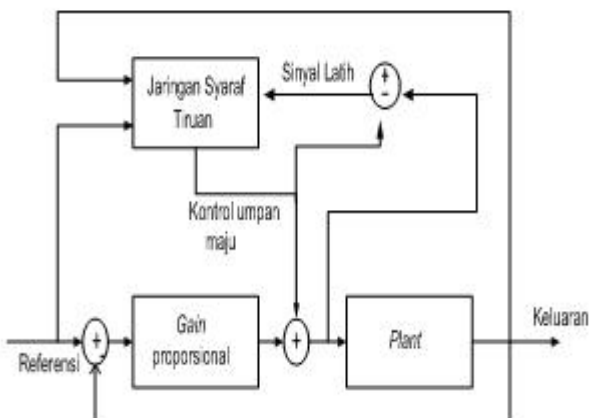 Jaringan Syaraf
Tiruan
Sinyal Latih
+
-
Kontrol umpan
maju
Referensi
+
-
Gain
proporsional
+
Plant
Keluaran